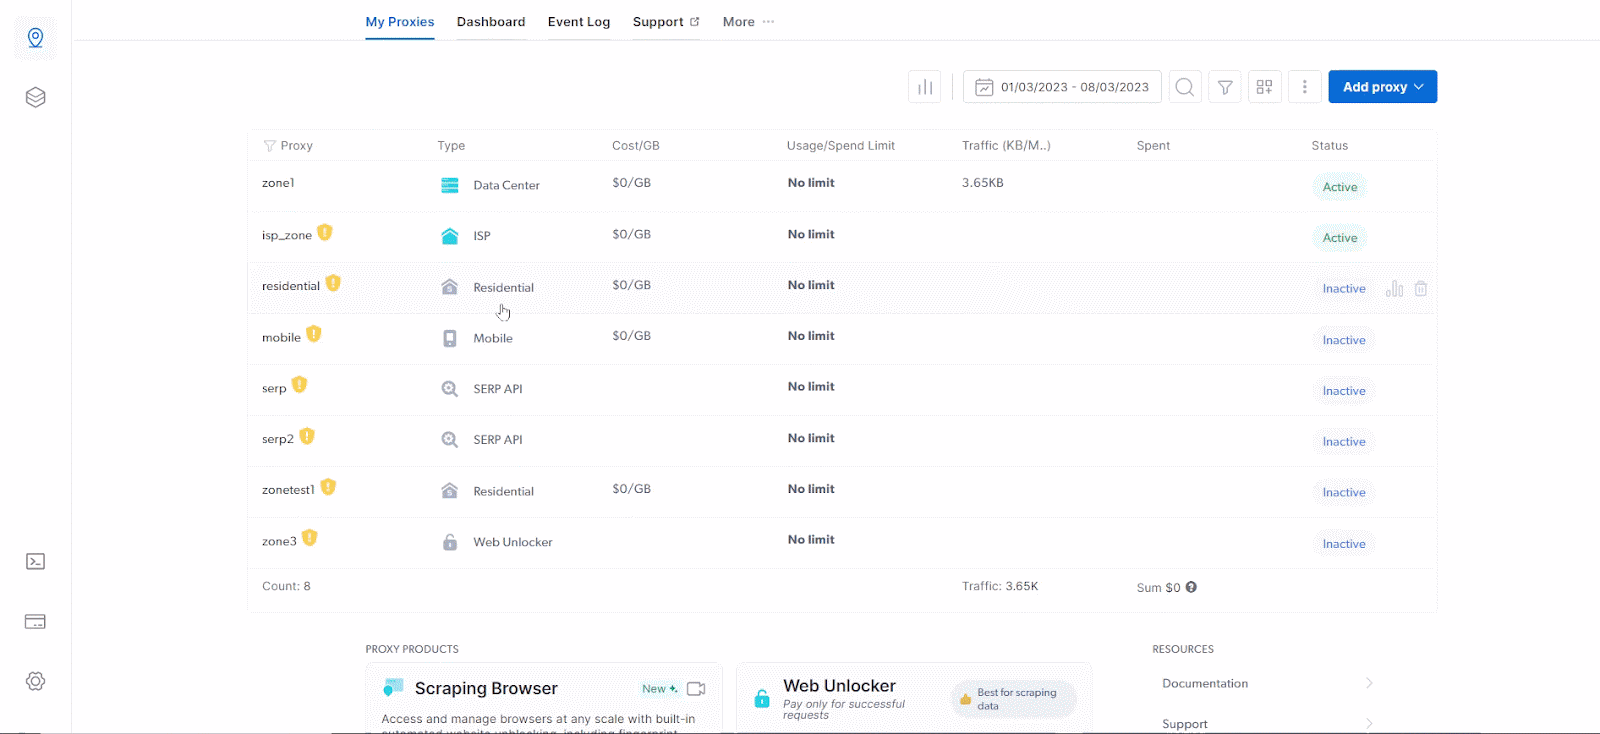 My Proxies Dashboard Event Log Support More
01/03/2023 - 08/03/2023 Add proxy
Proxy Type Cost/GB Usage/Spend Limit Traffic (KB/M..) Spent Status
zone1 Data Center $0/GB No limit 3.65KB Active
isp_zone ISP $0/GB No limit Active
residential Residential $0/GB No limit Inactive
mobile Mobile $0/GB No limit Inactive
serp SERP API No limit Inactive
serp2 SERP API No limit Inactive
zonetest1 Residential $0/GB No limit Inactive
zone3 Web Unlocker No limit Inactive
Count: 8 Traffic: 3.65K Sum $0
PROXY PRODUCTS
Scraping Browser New
Access and manage browsers at any scale with built-in
automated website unblocking, including fingerprint
Web Unlocker
Pay only for successful
requests
Best for scraping
data
RESOURCES
Documentation
Support